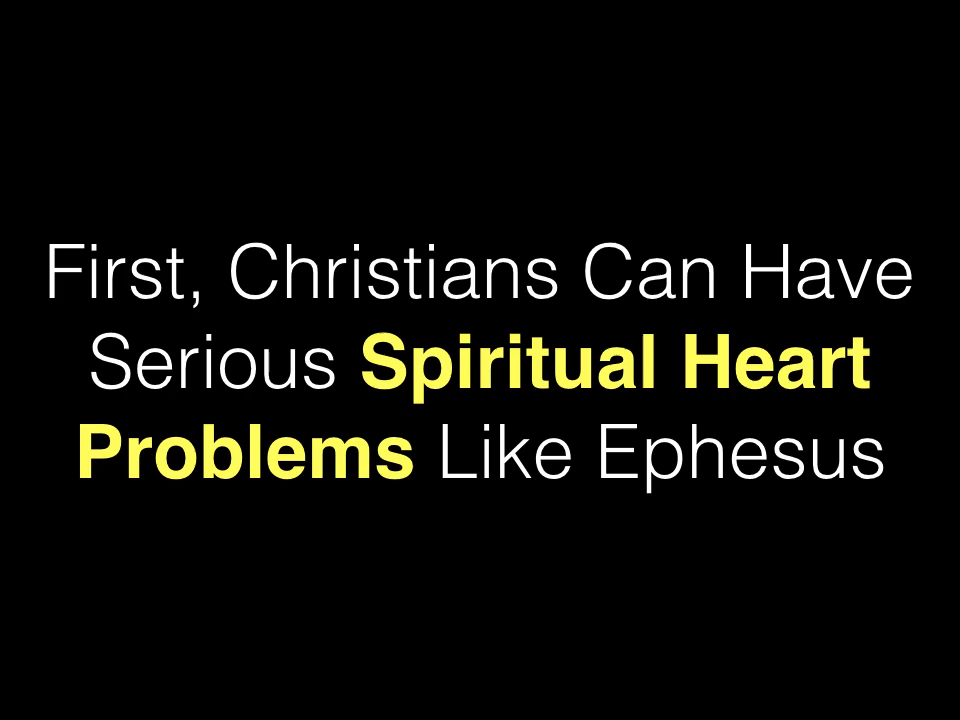 First, Christians Can Have
Serious Spiritual Heart
Problems Like Ephesus